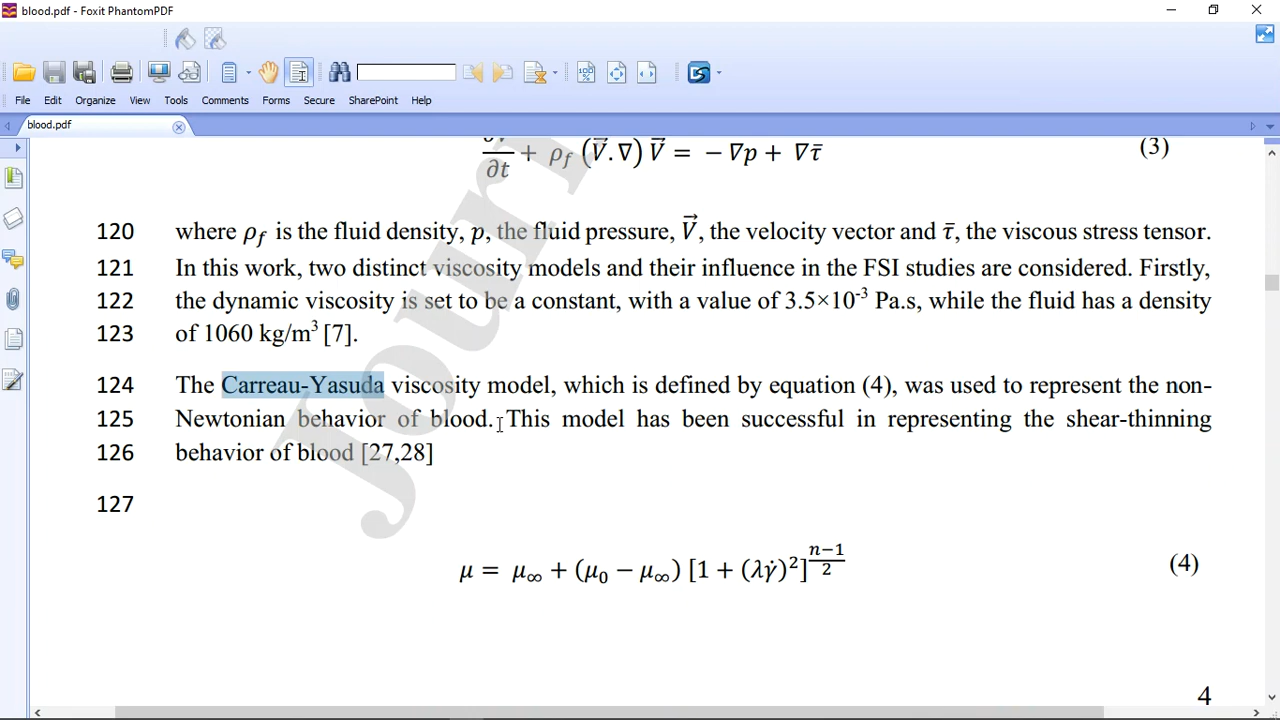 blood.pdf - Foxit PhantomPDF
File Edit Organize View Tools Comments Forms Secure SharePoint Help
blood.pdf
∂t + ρf (V⃗.∇) V⃗ = − ∇p + ∇τ̄ (3)
120 where ρf is the fluid density, p, the fluid pressure, V⃗, the velocity vector and τ̄, the viscous stress tensor.
121 In this work, two distinct viscosity models and their influence in the FSI studies are considered. Firstly,
122 the dynamic viscosity is set to be a constant, with a value of 3.5×10⁻³ Pa.s, while the fluid has a density
123 of 1060 kg/m³ [7].
124 The Carreau-Yasuda viscosity model, which is defined by equation (4), was used to represent the non-
125 Newtonian behavior of blood. This model has been successful in representing the shear-thinning
126 behavior of blood [27,28]
127
μ = μ∞ + (μ0 − μ∞) [1 + (λγ̇)²]^((n−1)/2) (4)
4
Jour